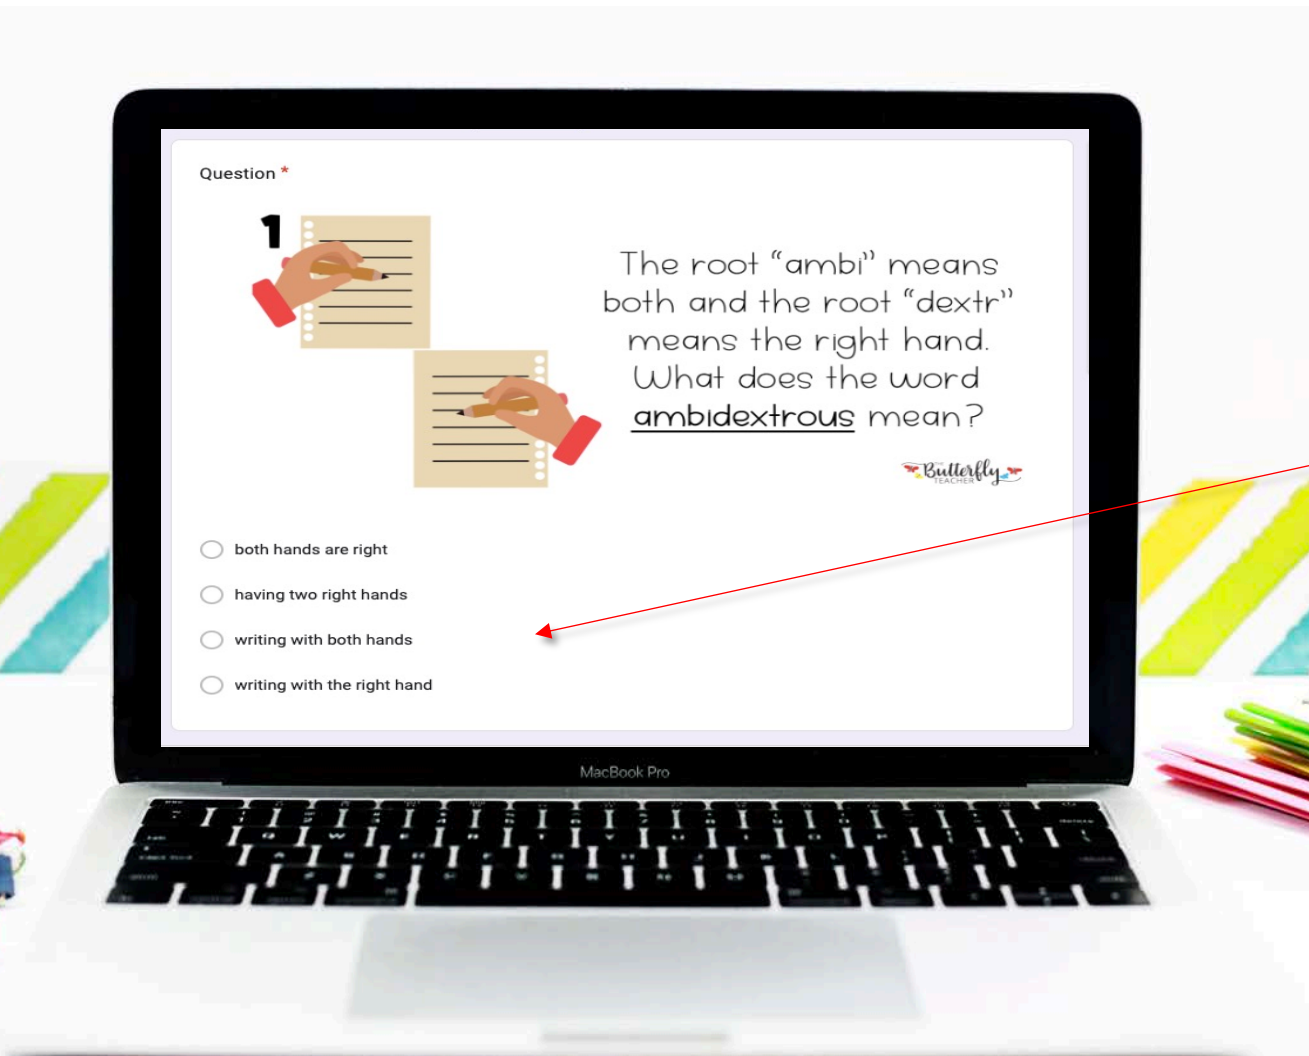 Question *
1
The root “ambi” means
both and the root “dextr”
means the right hand.
What does the word
ambidextrous mean?
Butterfly
TEACHER
both hands are right
having two right hands
writing with both hands
writing with the right hand
MacBook Pro